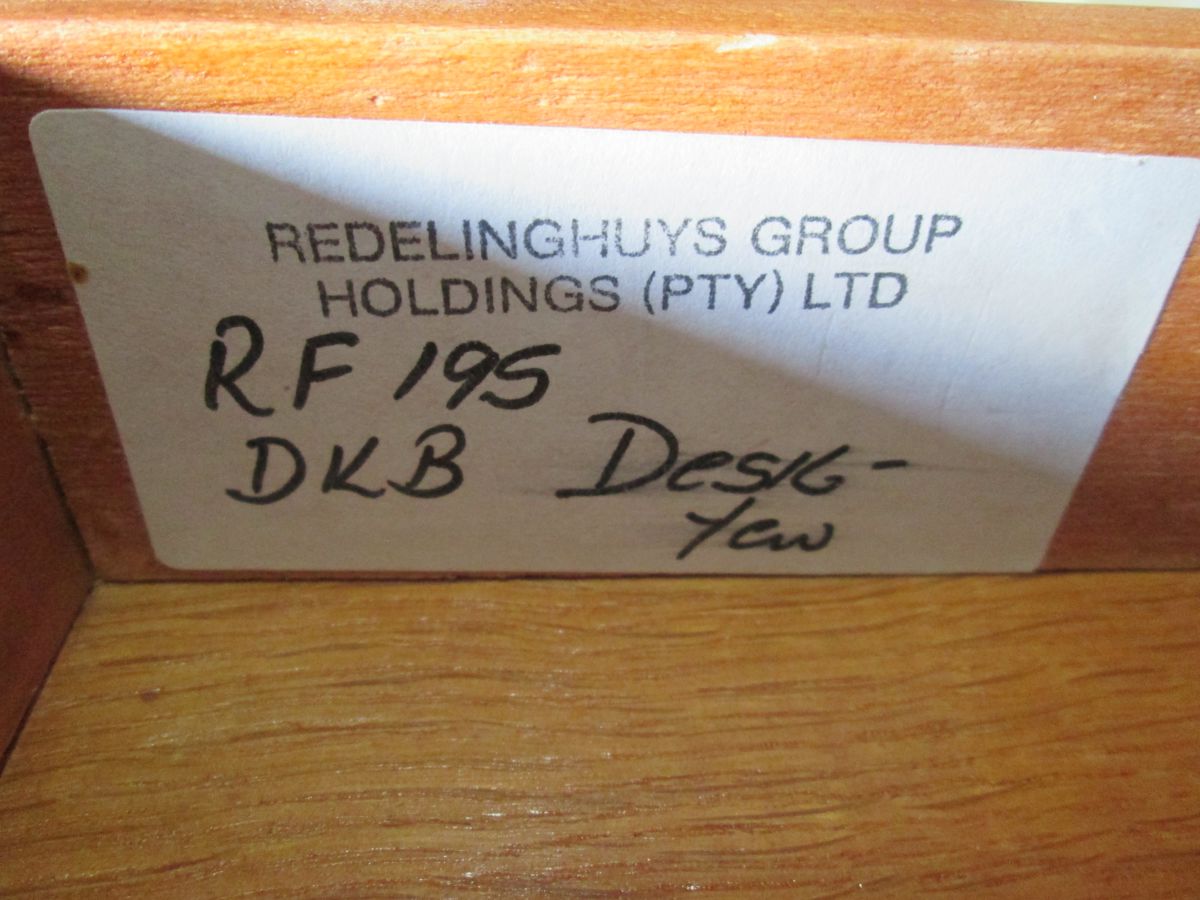 REDELINGHUYS GROUP
HOLDINGS (PTY) LTD
RF 195
DKB Desk -
yew